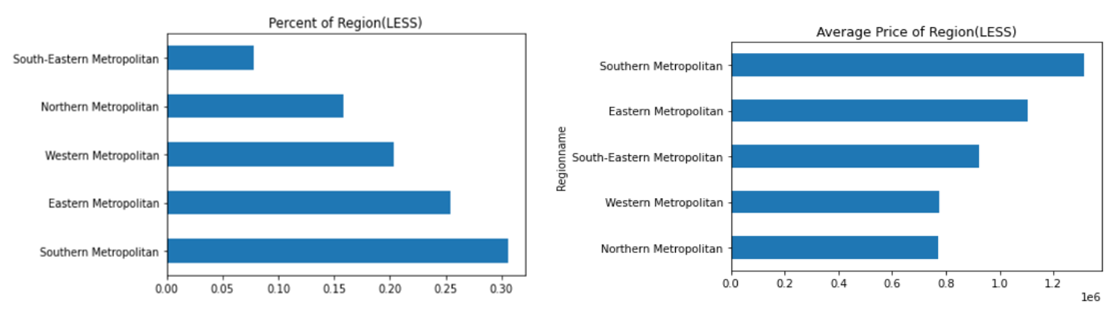 Percent of Region(LESS)
South-Eastern Metropolitan
Northern Metropolitan
Western Metropolitan
Eastern Metropolitan
Southern Metropolitan
0.00 0.05 0.10 0.15 0.20 0.25 0.30
Average Price of Region(LESS)
Regionname
Southern Metropolitan
Eastern Metropolitan
South-Eastern Metropolitan
Western Metropolitan
Northern Metropolitan
0.0 0.2 0.4 0.6 0.8 1.0 1.2
1e6